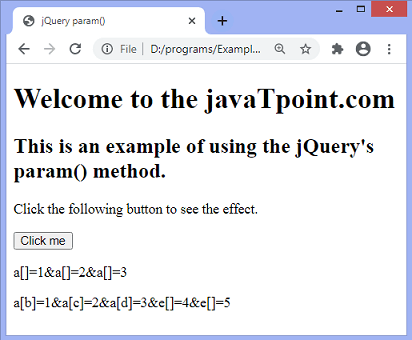 jQuery param()
File
D:/programs/Exampl...
Welcome to the javaTpoint.com
This is an example of using the jQuery's
param() method.
Click the following button to see the effect.
Click me
a[]=1&a[]=2&a[]=3
a[b]=1&a[c]=2&a[d]=3&e[]=4&e[]=5